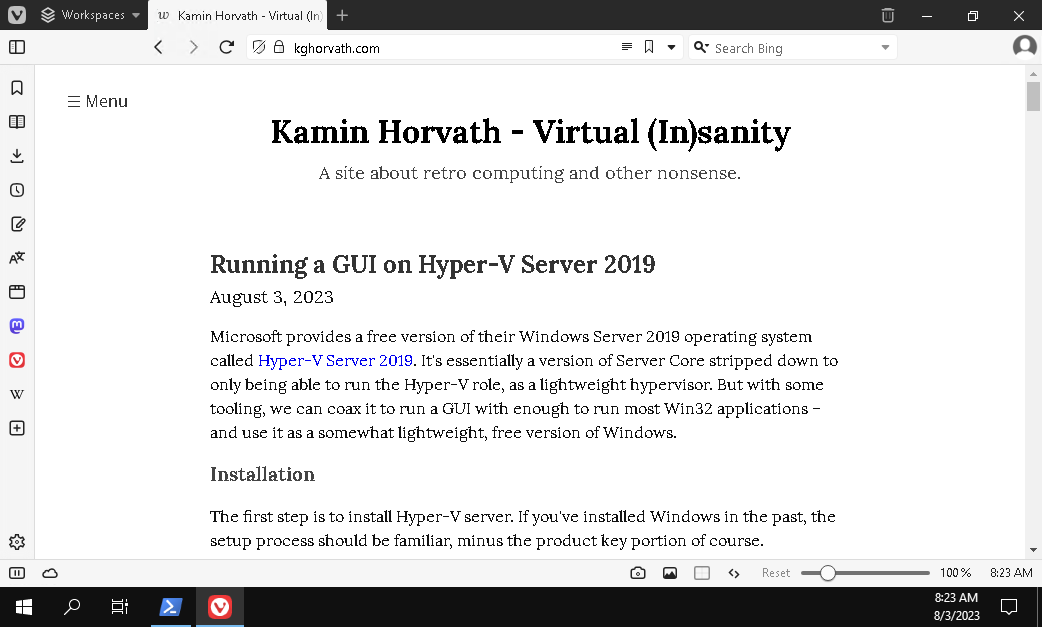 Workspaces
Kamin Horvath - Virtual (In)
kghorvath.com
Search Bing
Menu
Kamin Horvath - Virtual (In)sanity
A site about retro computing and other nonsense.
Running a GUI on Hyper-V Server 2019
August 3, 2023
Microsoft provides a free version of their Windows Server 2019 operating system
called Hyper-V Server 2019. It's essentially a version of Server Core stripped down to
only being able to run the Hyper-V role, as a lightweight hypervisor. But with some
tooling, we can coax it to run a GUI with enough to run most Win32 applications –
and use it as a somewhat lightweight, free version of Windows.
Installation
The first step is to install Hyper-V server. If you've installed Windows in the past, the
setup process should be familiar, minus the product key portion of course.
Reset
100 %
8:23 AM
8:23 AM
8/3/2023